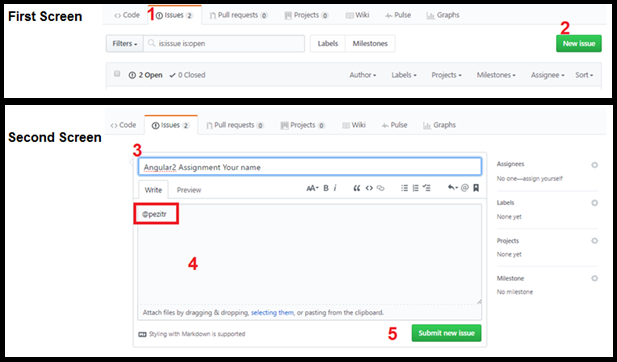 First Screen
1
2
Code Issues 2 Pull requests 0 Projects 0 Wiki Pulse Graphs
Filters is:issue is:open Labels Milestones New issue
2 Open 0 Closed Author Labels Projects Milestones Assignee Sort
Second Screen
Code Issues 2 Pull requests 0 Projects 0 Wiki Pulse Graphs
3
Angular2 Assignment Your name
Write Preview AA B i “ <> @
@pezitr
4
Attach files by dragging & dropping, selecting them, or pasting from the clipboard.
Styling with Markdown is supported
5
Submit new issue
Assignees
No one—assign yourself
Labels
None yet
Projects
None yet
Milestone
No milestone